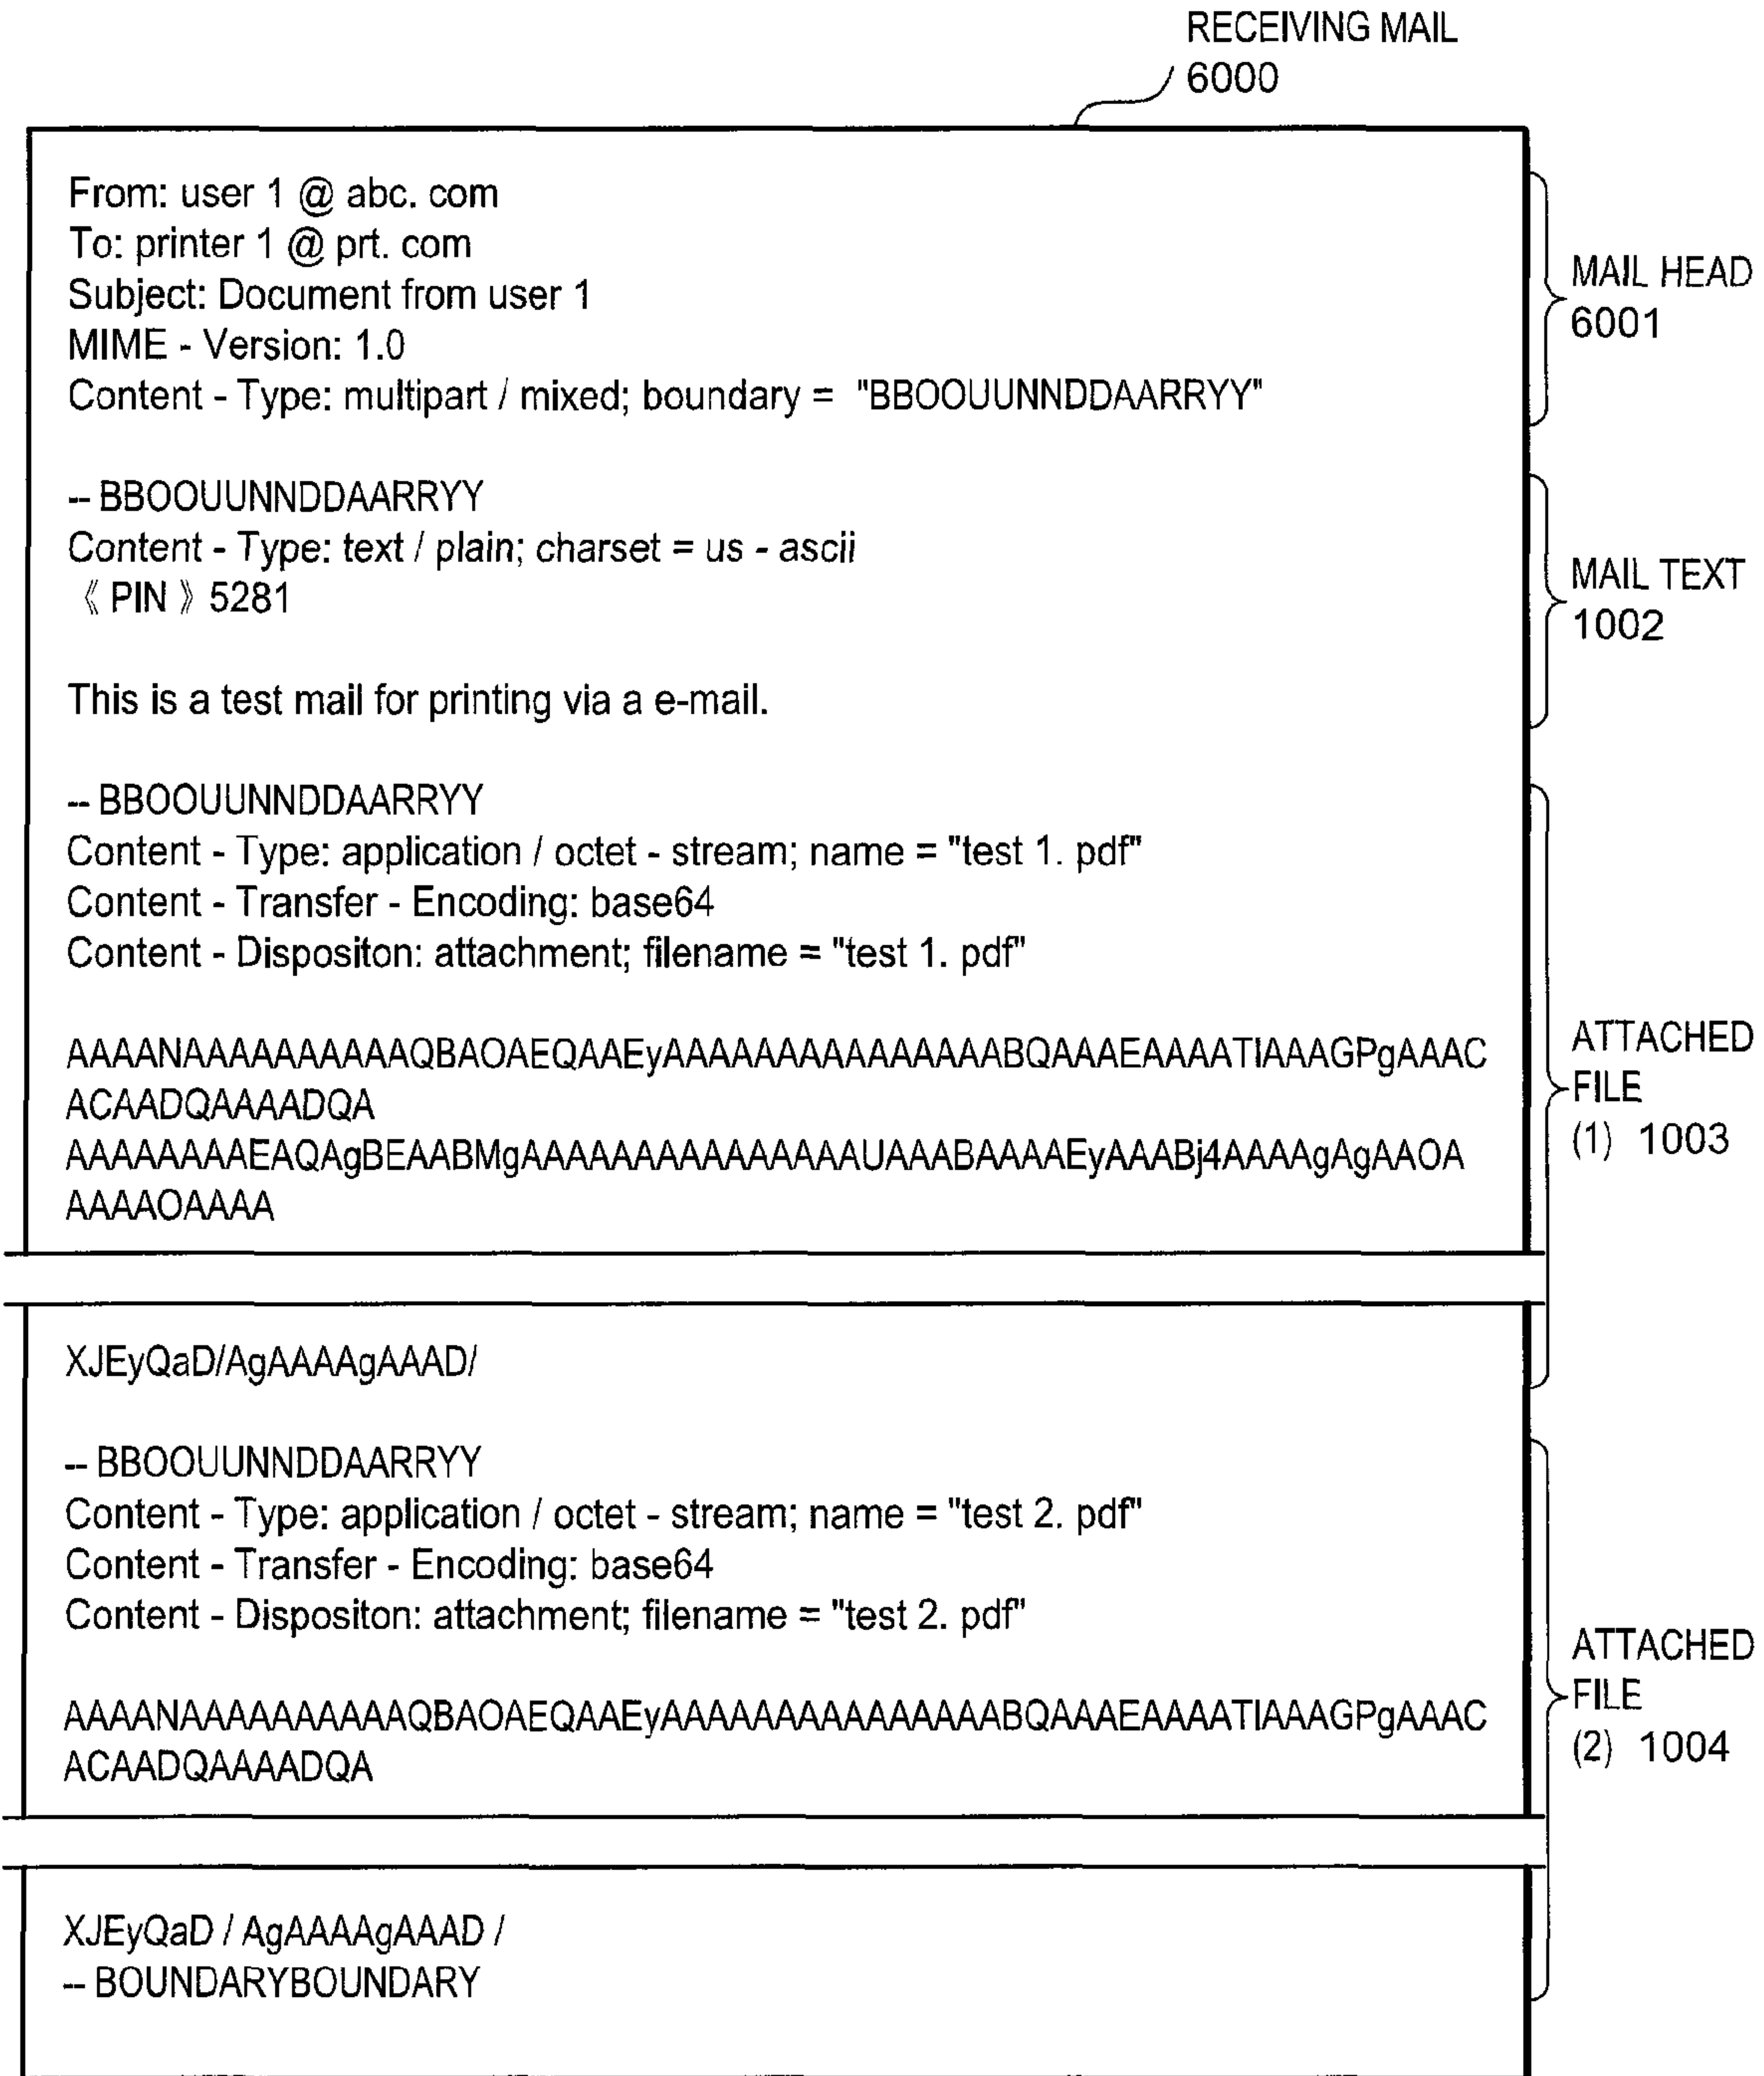 RECEIVING MAIL
6000
From: user 1 @ abc. com
To: printer 1 @ prt. com
Subject: Document from user 1
MIME - Version: 1.0
Content - Type: multipart / mixed; boundary = "BBOOUUNNDDAARRYY"
MAIL HEAD
6001
-- BBOOUUNNDDAARRYY
Content - Type: text / plain; charset = us - ascii
《 PIN 》 5281
This is a test mail for printing via a e-mail.
MAIL TEXT
1002
-- BBOOUUNNDDAARRYY
Content - Type: application / octet - stream; name = "test 1. pdf"
Content - Transfer - Encoding: base64
Content - Dispositon: attachment; filename = "test 1. pdf"
AAAANAAAAAAAAAAAQBAOAEQAAEyAAAAAAAAAAAAAAABQAAAEAAAATIAAAGPgAAAC
ACAADQAAAADQA
AAAAAAAAEAQAgBEAABMgAAAAAAAAAAAAAAAUAAABAAAAEyAAABj4AAAAgAgAAOA
AAAAOAAAA
XJEyQaD/AgAAAAgAAAD/
ATTACHED
FILE
(1) 1003
-- BBOOUUNNDDAARRYY
Content - Type: application / octet - stream; name = "test 2. pdf"
Content - Transfer - Encoding: base64
Content - Dispositon: attachment; filename = "test 2. pdf"
AAAANAAAAAAAAAAAQBAOAEQAAEyAAAAAAAAAAAAAAABQAAAEAAAATIAAAGPgAAAC
ACAADQAAAADQA
XJEyQaD / AgAAAAgAAAD /
-- BOUNDARYBOUNDARY
ATTACHED
FILE
(2) 1004